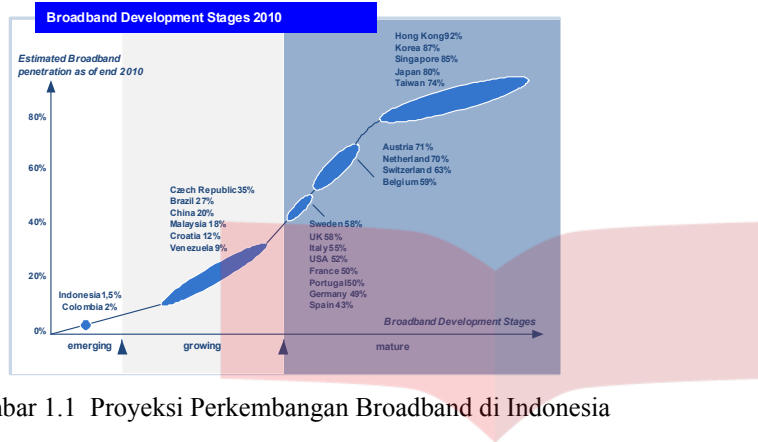 Broadband Development Stages 2010
Estimated Broadband
penetration as of end 2010
80%
60%
40%
20%
0%
Hong Kong 92%
Korea 87%
Singapore 85%
Japan 80%
Taiwan 74%
Austria 71%
Netherland 70%
Switzerland 63%
Belgium 59%
Czech Republic 35%
Brazil 27%
China 20%
Malaysia 18%
Croatia 12%
Venezuela 9%
Sweden 58%
UK 58%
Italy 55%
USA 52%
France 50%
Portugal 50%
Germany 49%
Spain 43%
Indonesia 1,5%
Colombia 2%
Broadband Development Stages
emerging
growing
mature
bar 1.1 Proyeksi Perkembangan Broadband di Indonesia